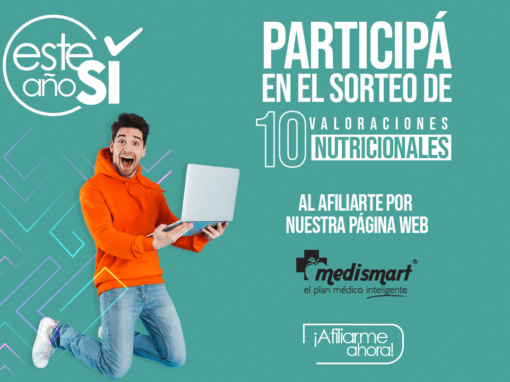 este
año SÍ
PARTICIPÁ
EN EL SORTEO DE
10 VALORACIONES
NUTRICIONALES
AL AFILIARTE POR
NUESTRA PÁGINA WEB
medismart®
el plan médico inteligente
¡Afiliarme
ahora!